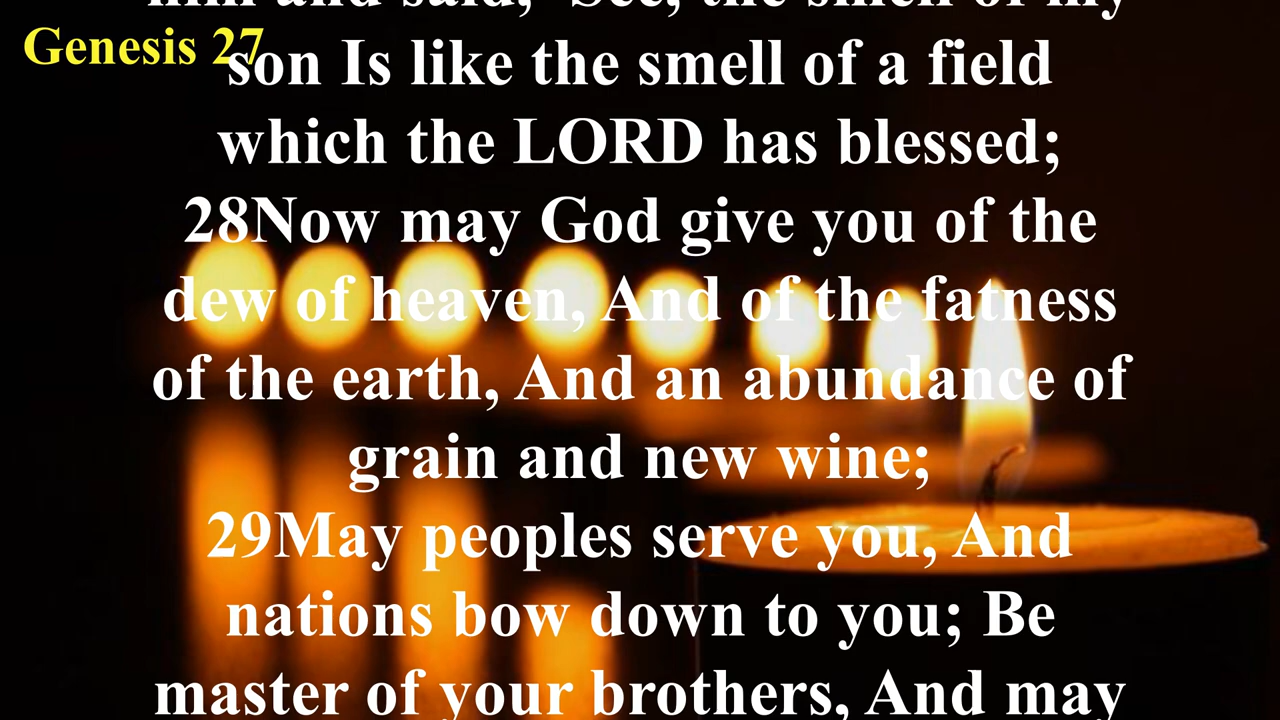 Genesis 27
him and said, "See, the smell of my
son Is like the smell of a field
which the LORD has blessed;
28Now may God give you of the
dew of heaven, And of the fatness
of the earth, And an abundance of
grain and new wine;
29May peoples serve you, And
nations bow down to you; Be
master of your brothers, And may